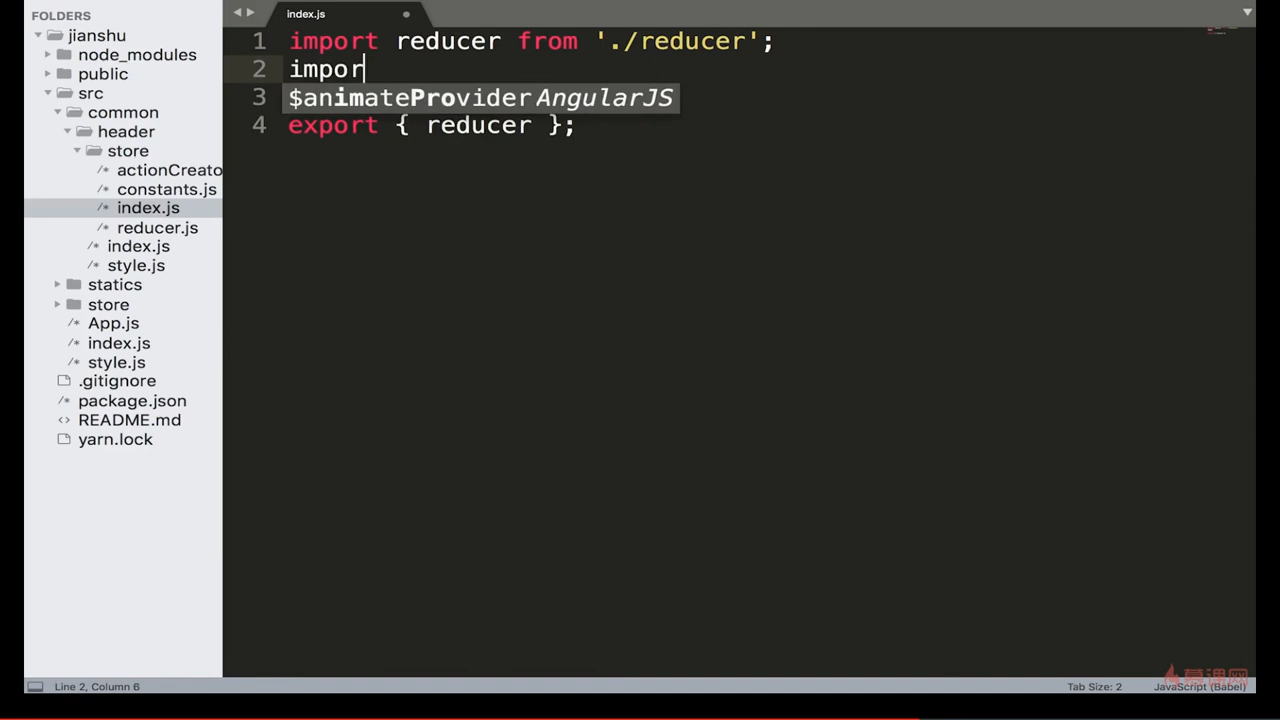 FOLDERS
jianshu
node_modules
public
src
common
header
store
actionCreato
constants.js
index.js
reducer.js
index.js
style.js
statics
store
App.js
index.js
style.js
.gitignore
package.json
README.md
yarn.lock
index.js
1 import reducer from './reducer';
2 impor
3 $animateProvider AngularJS
4 export { reducer };
Line 2, Column 6
Tab Size: 2
JavaScript (Babel)
慕课网